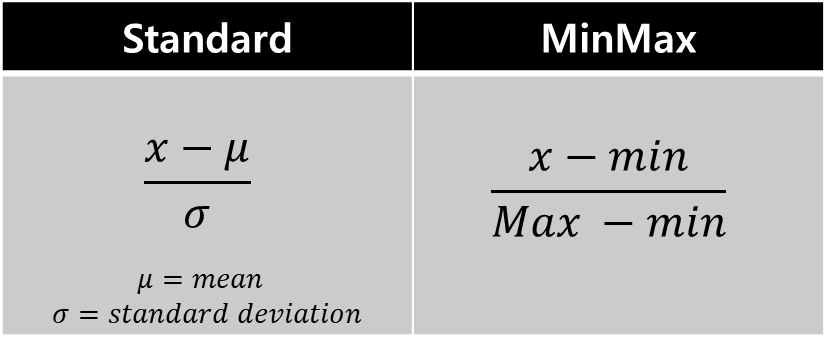 Standard
MinMax
x − μ
σ
μ = mean
σ = standard deviation
x − min
Max − min